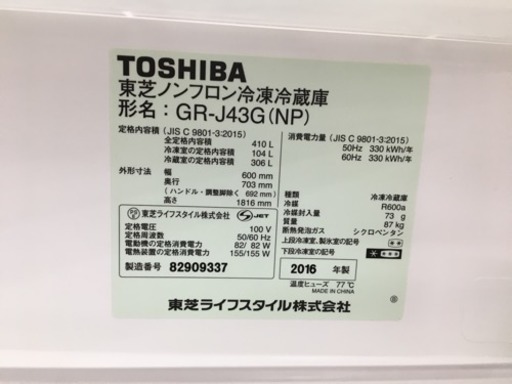 TOSHIBA
東芝ノンフロン冷凍冷蔵庫
形名：GR-J43G(NP)
定格内容積 (JIS C 9801-3:2015)
全定格内容積 410 L
冷凍室の定格内容積 104 L
冷蔵室の定格内容積 306 L
外形寸法 幅 600 mm
奥行 703 mm
(ハンドル・調整脚除く 692 mm)
高さ 1816 mm
東芝ライフスタイル株式会社 JET
定格電圧 100 V
定格周波数 50/60 Hz
電動機の定格消費電力 82/ 82 W
電熱装置の定格消費電力 155/155 W
製造番号 82909337
消費電力量 (JIS C 9801-3:2015)
50Hz 330 kWh/年
60Hz 330 kWh/年
種類 冷凍冷蔵庫
冷媒 R600a
冷媒封入量 73 g
質量 87 kg
断熱発泡ガス シクロペンタン
上段冷凍室、製氷室の記号
下段冷凍室の記号
2016 年製
温度ヒューズ 77℃
MADE IN CHINA
東芝ライフスタイル株式会社